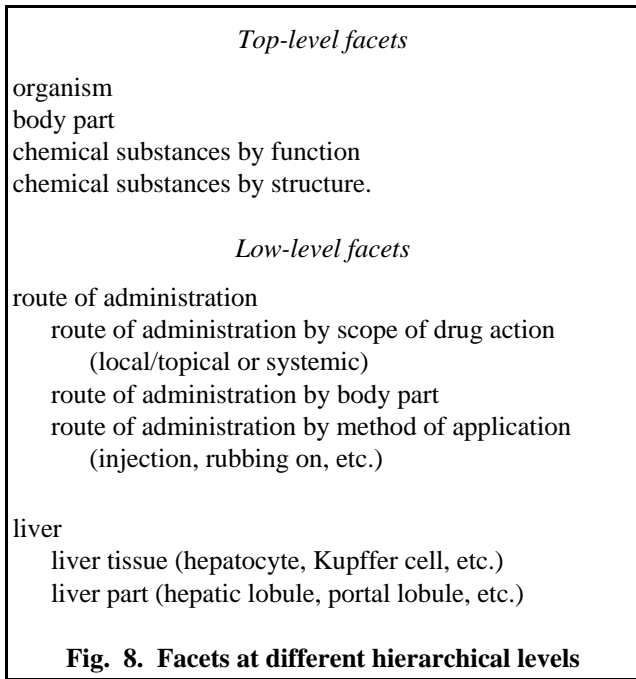 Top-level facets
organism
body part
chemical substances by function
chemical substances by structure.
Low-level facets
route of administration
route of administration by scope of drug action
(local/topical or systemic)
route of administration by body part
route of administration by method of application
(injection, rubbing on, etc.)
liver
liver tissue (hepatocyte, Kupffer cell, etc.)
liver part (hepatic lobule, portal lobule, etc.)
Fig. 8. Facets at different hierarchical levels